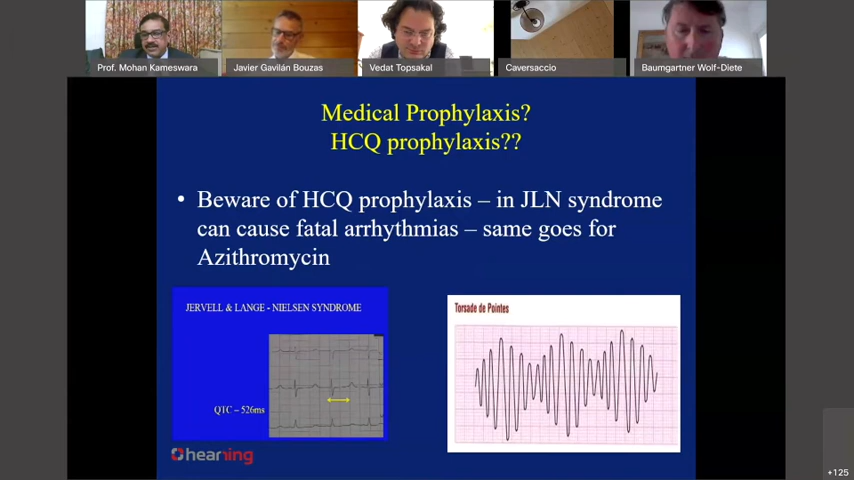 Prof. Mohan Kameswara
Javier Gavilán Bouzas
Vedat Topsakal
Caversaccio
Baumgartner Wolf-Diete
Medical Prophylaxis?
HCQ prophylaxis??
• Beware of HCQ prophylaxis – in JLN syndrome
can cause fatal arrhythmias – same goes for
Azithromycin
JERVELL & LANGE - NIELSEN SYNDROME
QTC – 526ms
Torsade de Pointes
hearring
+125